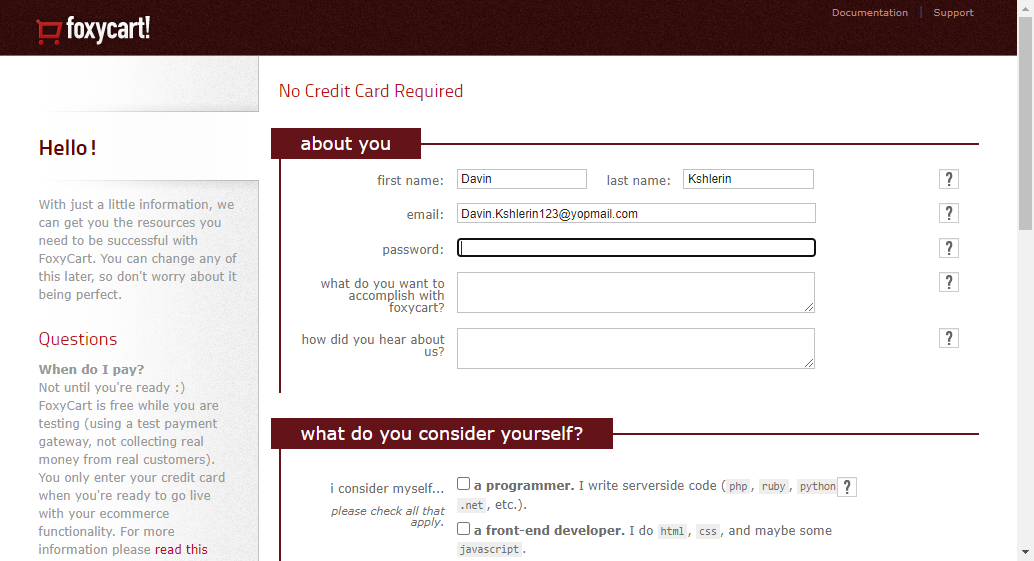 foxycart!
Documentation | Support
No Credit Card Required
Hello!
With just a little information, we
can get you the resources you
need to be successful with
FoxyCart. You can change any of
this later, so don't worry about it
being perfect.
Questions
When do I pay?
Not until you're ready :)
FoxyCart is free while you are
testing (using a test payment
gateway, not collecting real
money from real customers).
You only enter your credit card
when you're ready to go live
with your ecommerce
functionality. For more
information please read this
about you
first name: Davin last name: Kshlerin ?
email: Davin.Kshlerin123@yopmail.com ?
password: ?
what do you want to
accomplish with
foxycart?
?
how did you hear about
us?
?
what do you consider yourself?
i consider myself...
please check all that
apply.
a programmer. I write serverside code (php, ruby, python ?
.net, etc.).
a front-end developer. I do html, css, and maybe some
javascript.